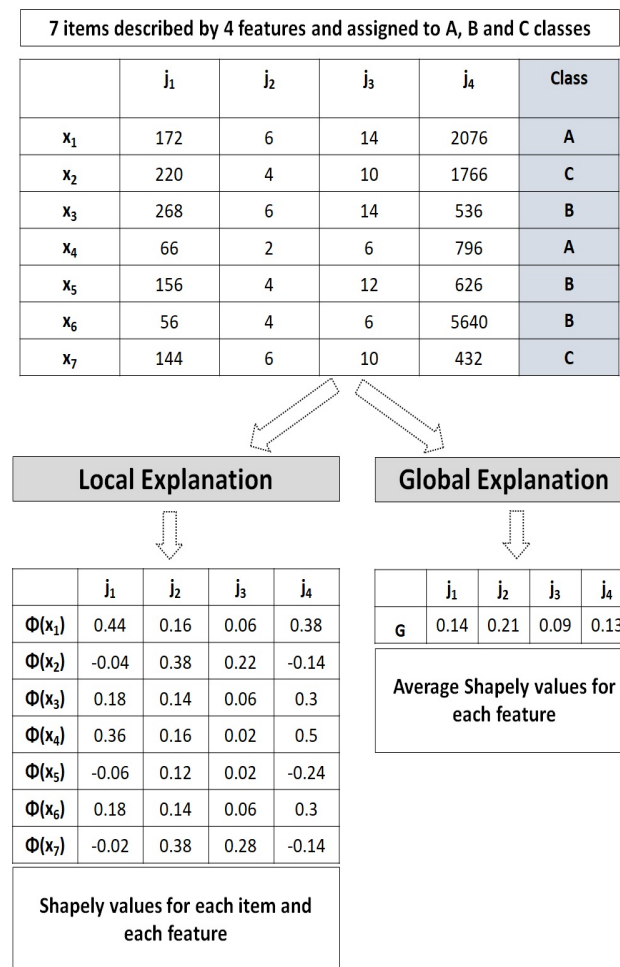 7 items described by 4 features and assigned to A, B and C classes
j₁ j₂ j₃ j₄ Class
x₁ 172 6 14 2076 A
x₂ 220 4 10 1766 C
x₃ 268 6 14 536 B
x₄ 66 2 6 796 A
x₅ 156 4 12 626 B
x₆ 56 4 6 5640 B
x₇ 144 6 10 432 C
Local Explanation
Global Explanation
j₁ j₂ j₃ j₄
Φ(x₁) 0.44 0.16 0.06 0.38
Φ(x₂) -0.04 0.38 0.22 -0.14
Φ(x₃) 0.18 0.14 0.06 0.3
Φ(x₄) 0.36 0.16 0.02 0.5
Φ(x₅) -0.06 0.12 0.02 -0.24
Φ(x₆) 0.18 0.14 0.06 0.3
Φ(x₇) -0.02 0.38 0.28 -0.14
Shapely values for each item and
each feature
j₁ j₂ j₃ j₄
G 0.14 0.21 0.09 0.13
Average Shapely values for
each feature